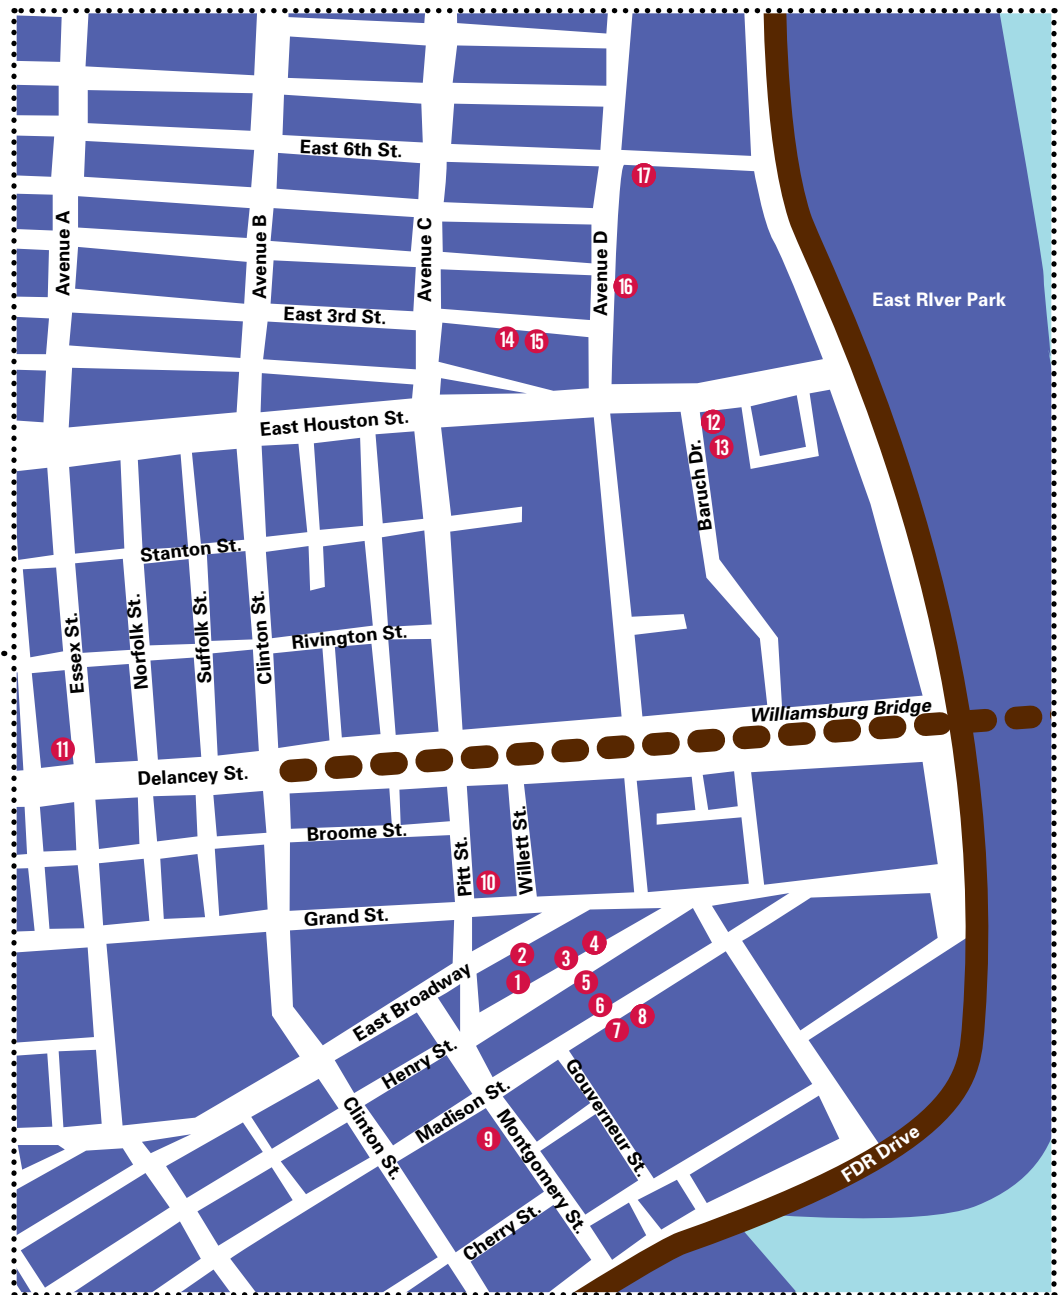 East 6th St.
17
Avenue A
Avenue B
Avenue C
Avenue D
16
East RIver Park
East 3rd St.
14
15
East Houston St.
12
13
Baruch Dr.
Stanton St.
Essex St.
Norfolk St.
Suffolk St.
Clinton St.
Rivington St.
Williamsburg Bridge
11
Delancey St.
Broome St.
Pitt St.
Willett St.
10
Grand St.
4
2
3
1
5
East Broadway
6
8
7
Henry St.
Madison St.
Gouverneur St.
Clinton St.
9
Montgomery St.
FDR Drive
Cherry St.